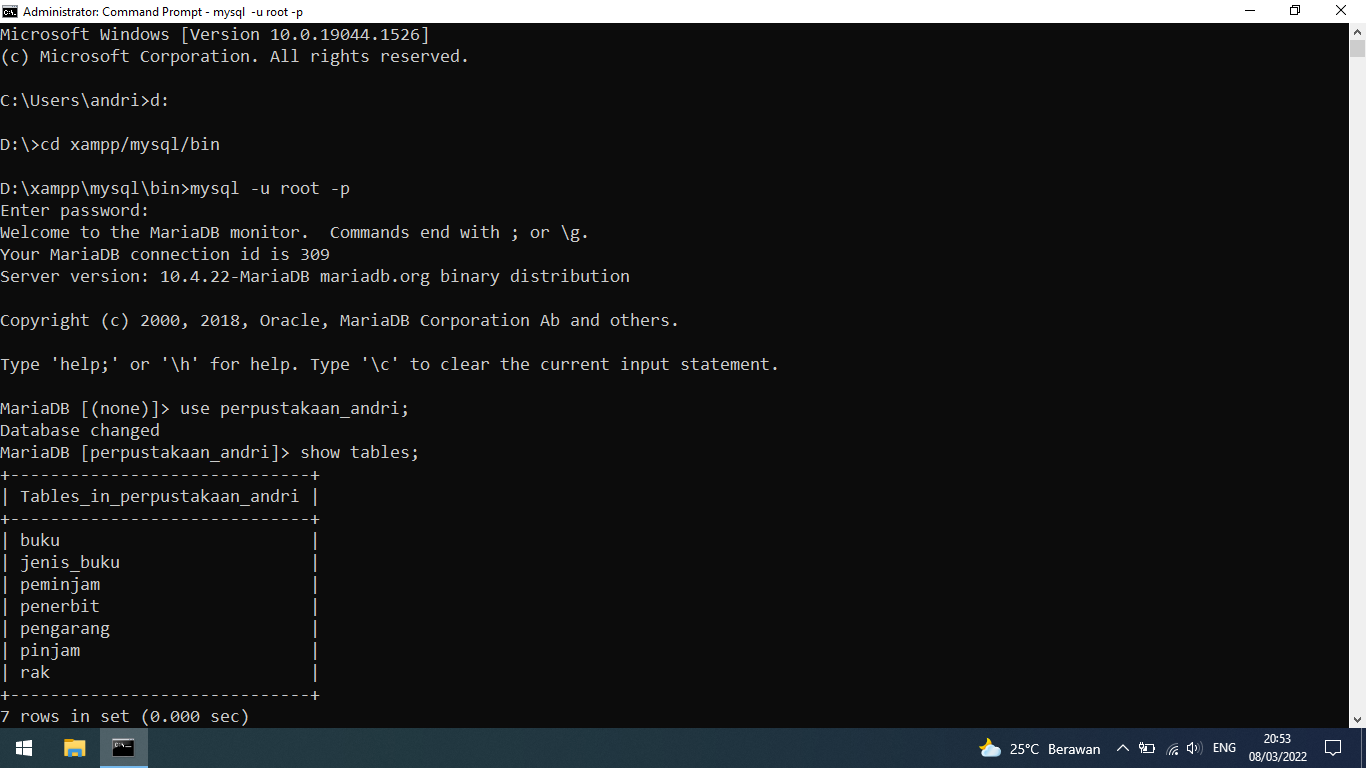 Administrator: Command Prompt - mysql  -u root -p
Microsoft Windows [Version 10.0.19044.1526]
(c) Microsoft Corporation. All rights reserved.
C:\Users\andri>d:
D:\>cd xampp/mysql/bin
D:\xampp\mysql\bin>mysql -u root -p
Enter password:
Welcome to the MariaDB monitor.  Commands end with ; or \g.
Your MariaDB connection id is 309
Server version: 10.4.22-MariaDB mariadb.org binary distribution
Copyright (c) 2000, 2018, Oracle, MariaDB Corporation Ab and others.
Type 'help;' or '\h' for help. Type '\c' to clear the current input statement.
MariaDB [(none)]> use perpustakaan_andri;
Database changed
MariaDB [perpustakaan_andri]> show tables;
+------------------------------+
| Tables_in_perpustakaan_andri |
+------------------------------+
| buku                         |
| jenis_buku                   |
| peminjam                     |
| penerbit                     |
| pengarang                    |
| pinjam                       |
| rak                          |
+------------------------------+
7 rows in set (0.000 sec)
25°C  Berawan
ENG
20:53
08/03/2022